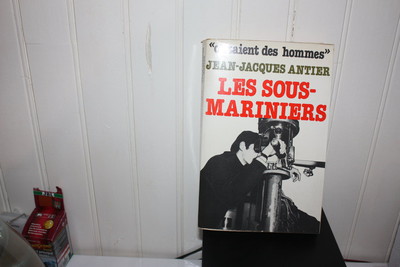 “c'étaient des hommes”
JEAN-JACQUES ANTIER
LES SOUS-
MARINIERS